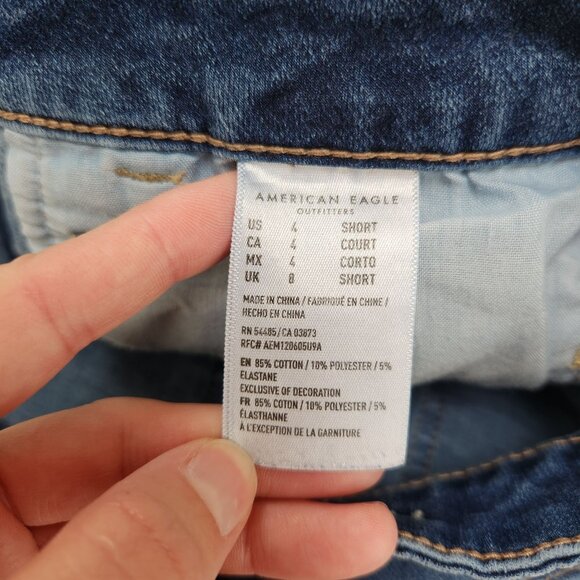 AMERICAN EAGLE
OUTFITTERS
US 4 SHORT
CA 4 COURT
MX 4 CORTO
UK 8 SHORT
MADE IN CHINA / FABRIQUÉ EN CHINE /
HECHO EN CHINA
RN 54485 / CA 03873
RFC# AEM120605U9A
EN 85% COTTON / 10% POLYESTER / 5%
ELASTANE
EXCLUSIVE OF DECORATION
FR 85% COTON / 10% POLYESTER / 5%
ÉLASTHANNE
À L'EXCEPTION DE LA GARNITURE